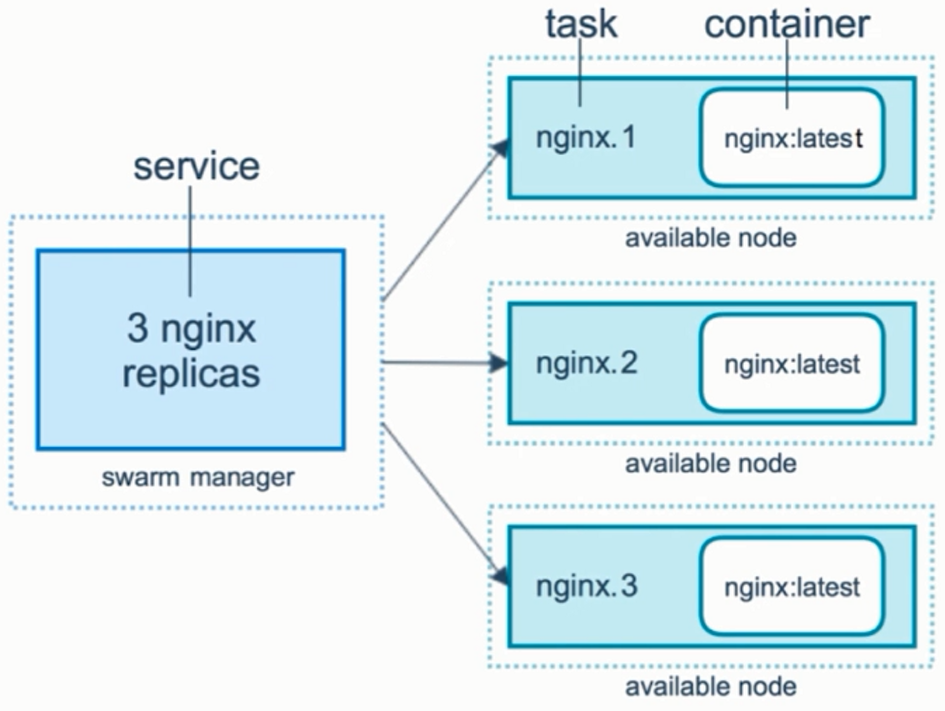 task
container
nginx.1
nginx:latest
available node
service
3 nginx
replicas
swarm manager
nginx.2
nginx:latest
available node
nginx.3
nginx:latest
available node